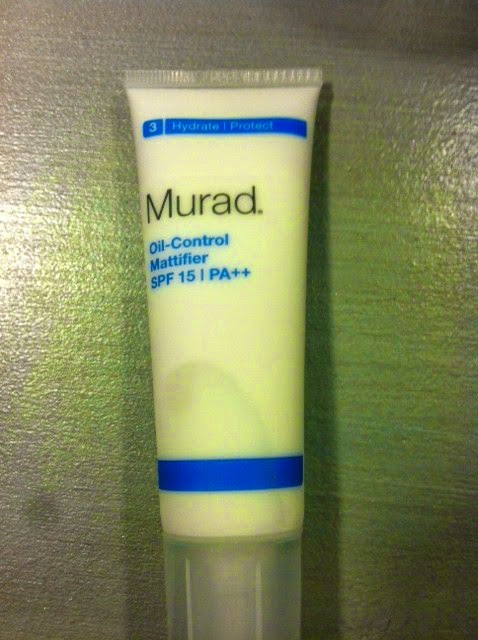 3 Hydrate | Protect
Murad.
Oil-Control
Mattifier
SPF 15 | PA++